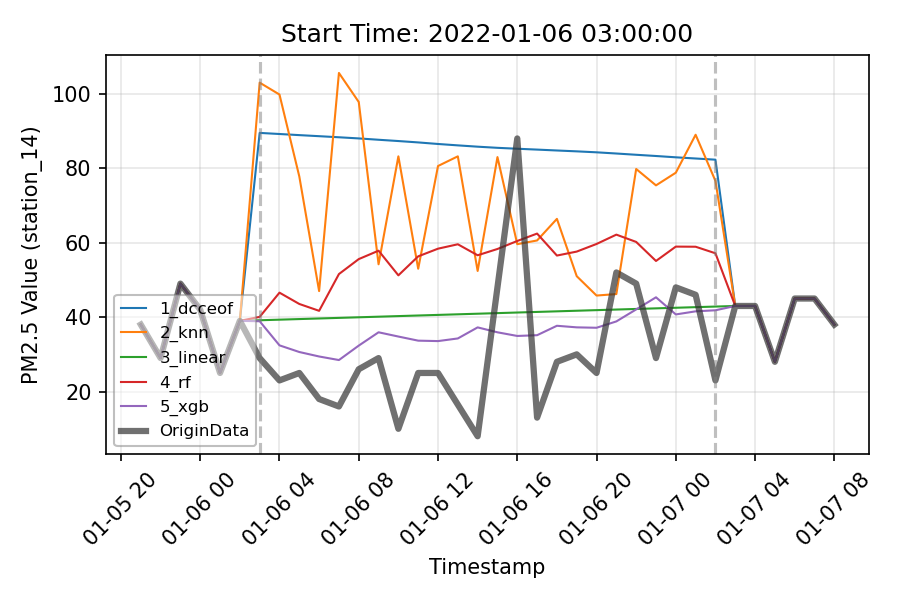 Start Time: 2022-01-06 03:00:00
PM2.5 Value (station_14)
100
80
60
40
20
1_dcceof
2_knn
3_linear
4_rf
5_xgb
OriginData
01-05 20
01-06 00
01-06 04
01-06 08
01-06 12
01-06 16
01-06 20
01-07 00
01-07 04
01-07 08
Timestamp